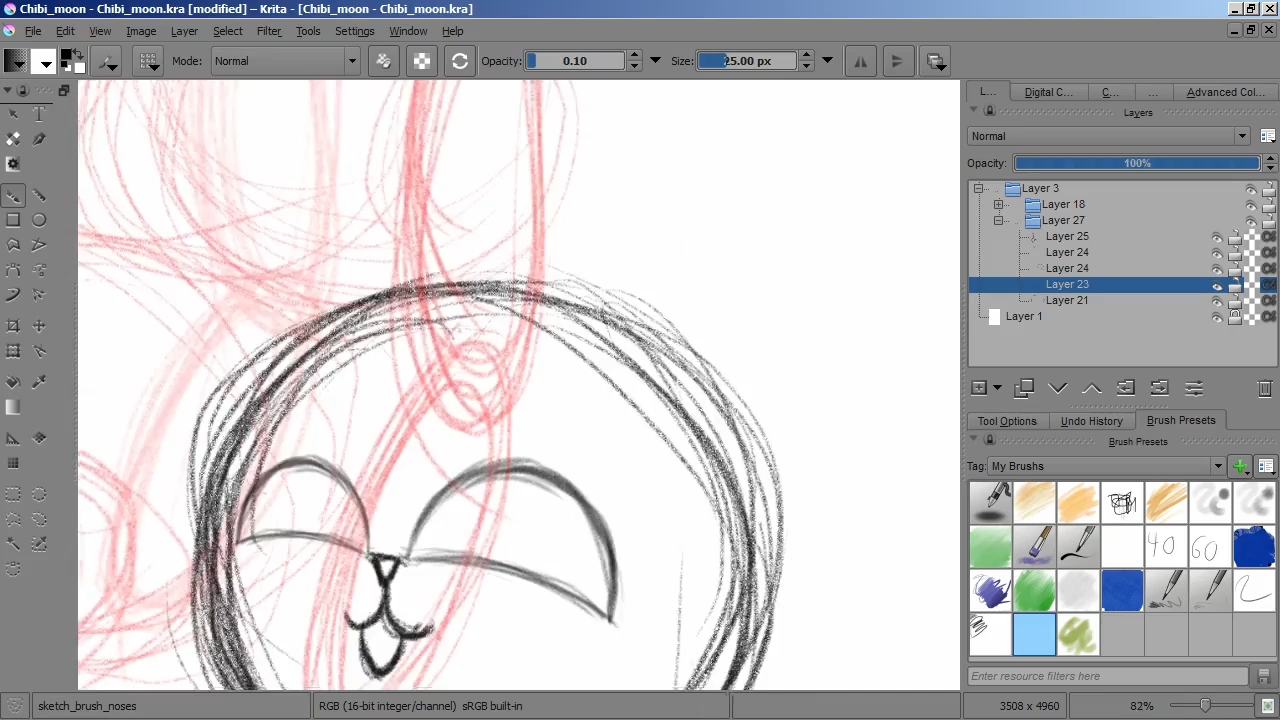 Chibi_moon - Chibi_moon.kra [modified] – Krita - [Chibi_moon - Chibi_moon.kra]
File Edit View Image Layer Select Filter Tools Settings Window Help
Mode: Normal Opacity: 0.10 Size: 25.00 px
L... Digital C... C... ... Advanced Col...
Layers
Normal
Opacity: 100%
Layer 3
Layer 18
Layer 27
Layer 25
Layer 24
Layer 24
Layer 23
Layer 21
Layer 1
Tool Options Undo History Brush Presets
Brush Presets
Tag: My Brushes
40 60
Enter resource filters here
sketch_brush_noses RGB (16-bit integer/channel) sRGB built-in 3508 x 4960 82%